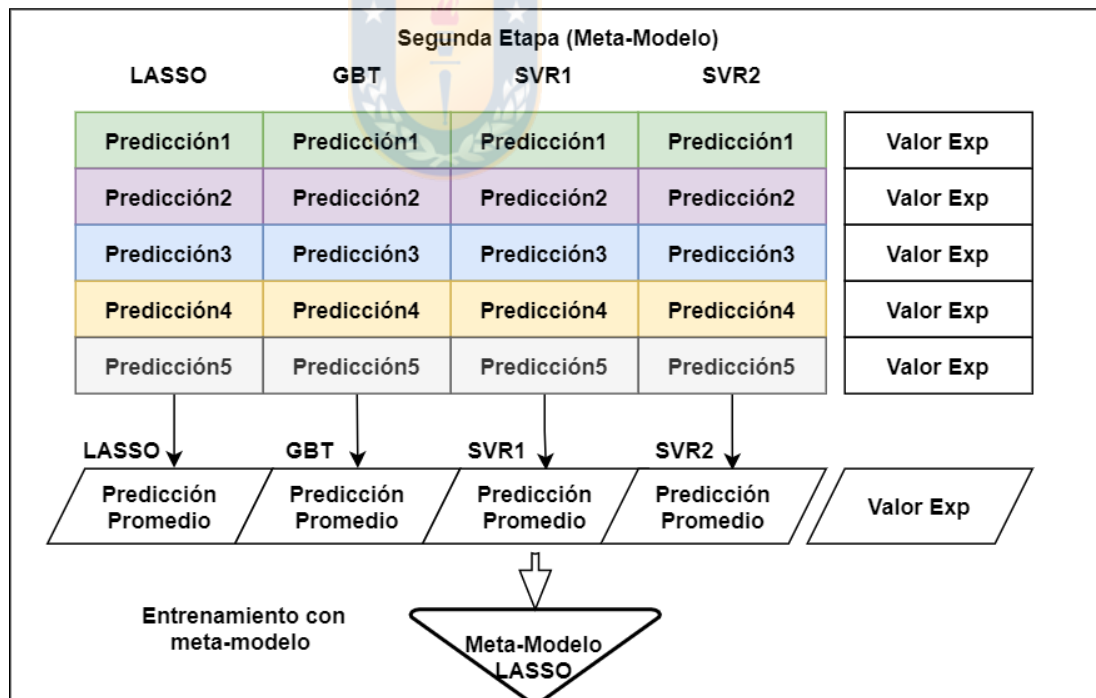 Segunda Etapa (Meta-Modelo)
LASSO GBT SVR1 SVR2
Predicción1 Predicción1 Predicción1 Predicción1 Valor Exp
Predicción2 Predicción2 Predicción2 Predicción2 Valor Exp
Predicción3 Predicción3 Predicción3 Predicción3 Valor Exp
Predicción4 Predicción4 Predicción4 Predicción4 Valor Exp
Predicción5 Predicción5 Predicción5 Predicción5 Valor Exp
LASSO GBT SVR1 SVR2
Predicción Predicción Predicción Predicción Valor Exp
Promedio Promedio Promedio Promedio
Entrenamiento con
meta-modelo
Meta-Modelo
LASSO